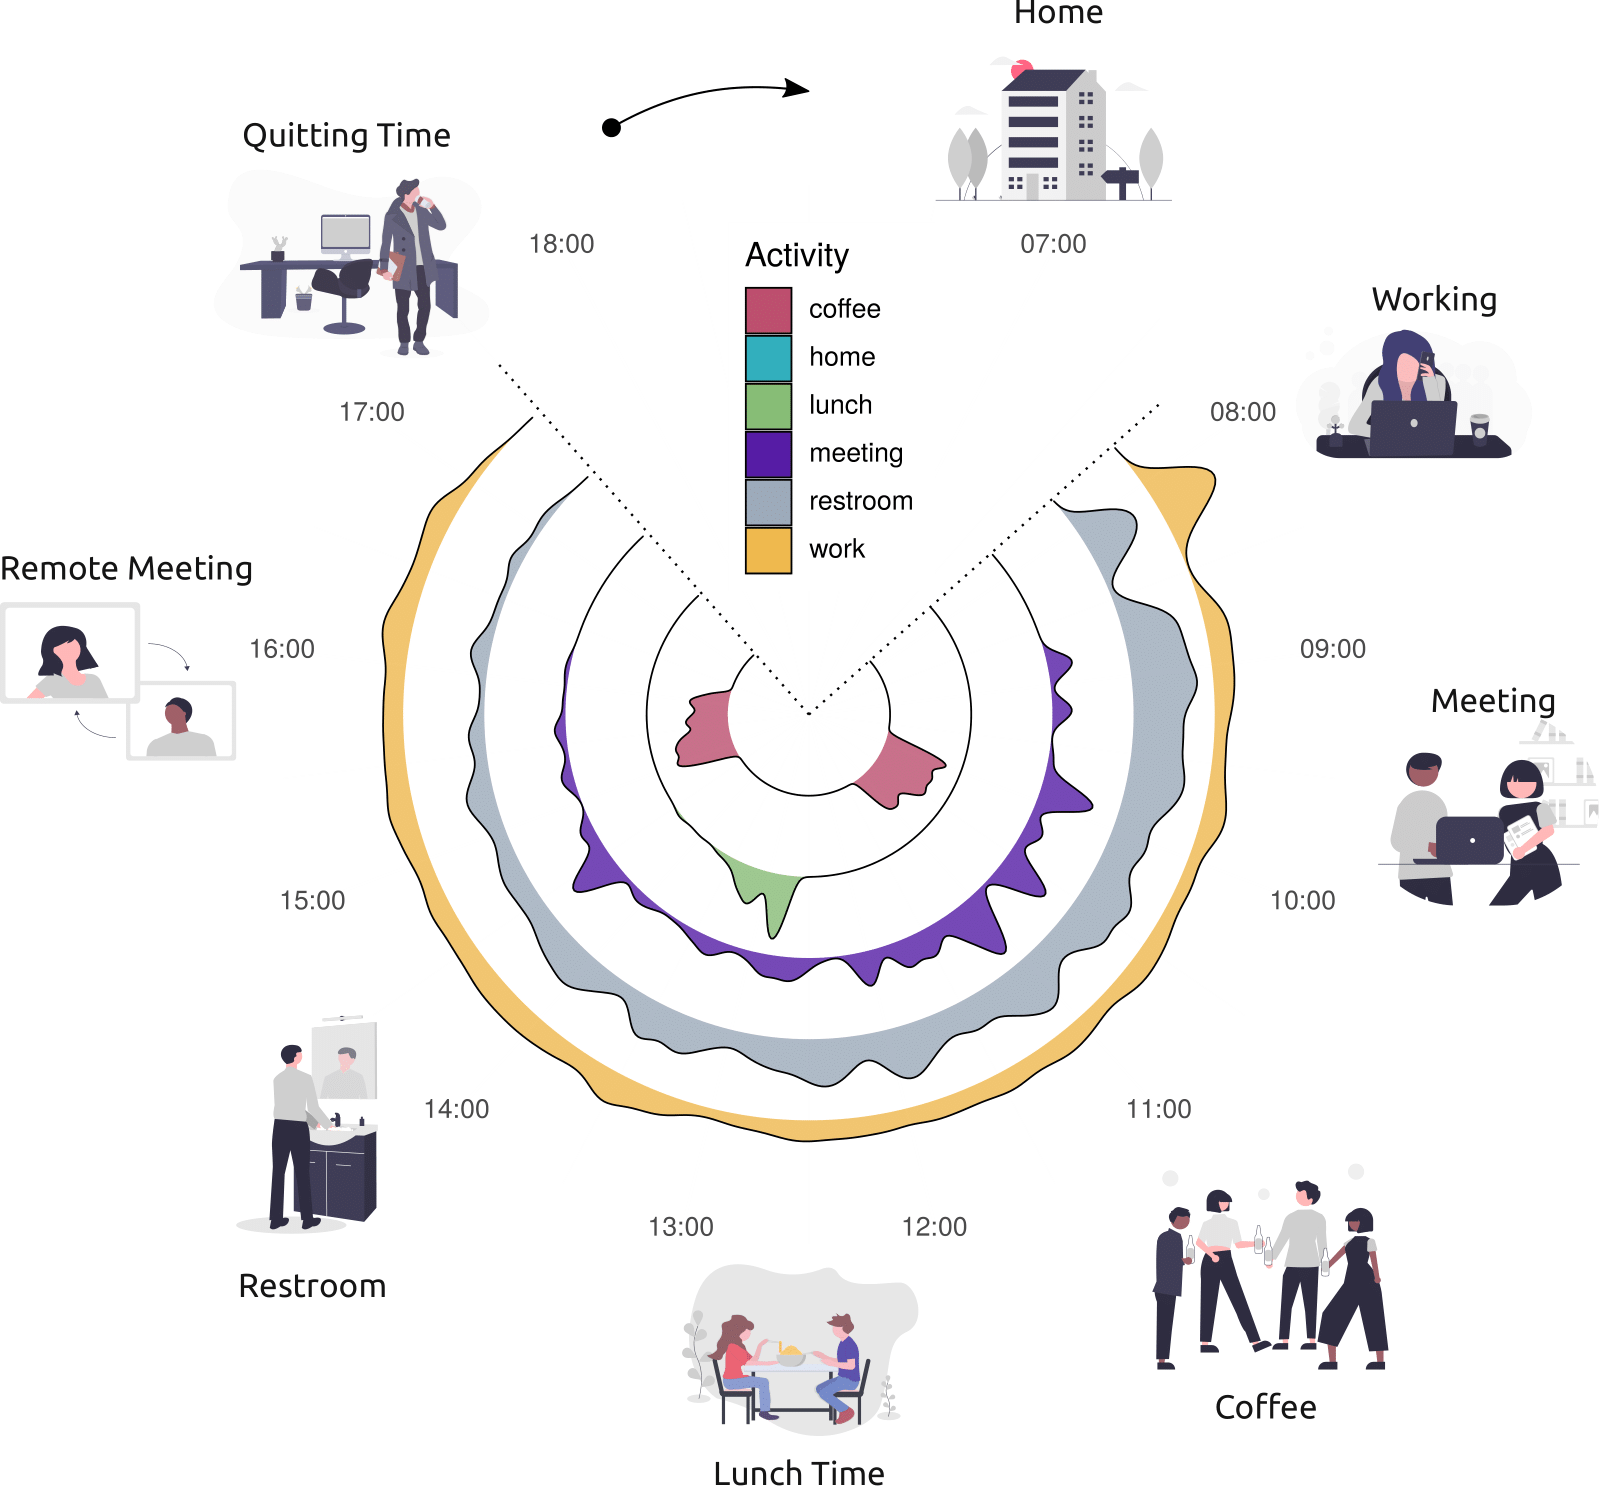 Home
Quitting Time
18:00
07:00
Activity
coffee
home
lunch
meeting
restroom
work
Working
17:00
08:00
Remote Meeting
16:00
09:00
Meeting
15:00
10:00
14:00
11:00
Restroom
13:00
12:00
Coffee
Lunch Time